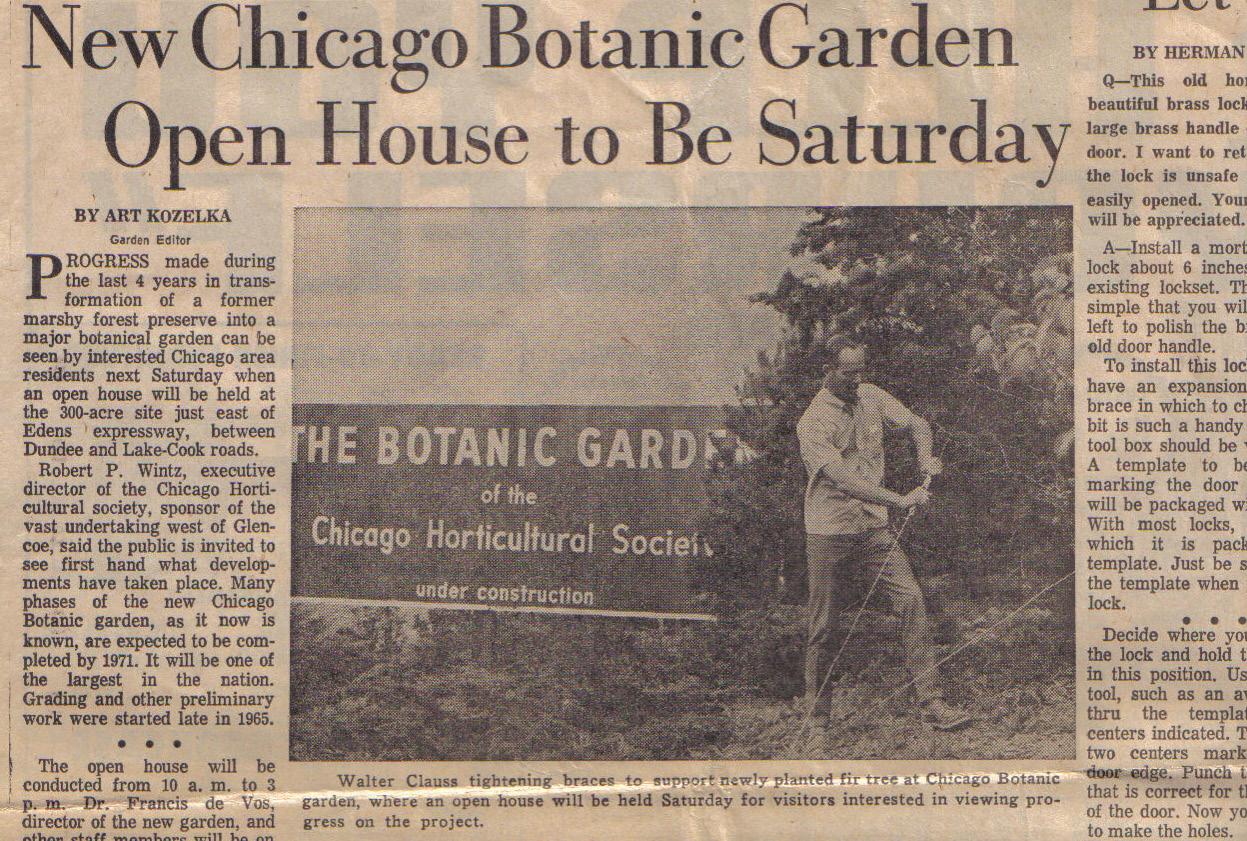 New Chicago Botanic Garden
Open House to Be Saturday
BY ART KOZELKA
Garden Editor
PROGRESS made during
the last 4 years in trans-
formation of a former
marshy forest preserve into a
major botanical garden can be
seen by interested Chicago area
residents next Saturday when
an open house will be held at
the 300-acre site just east of
Edens expressway, between
Dundee and Lake-Cook roads.
Robert P. Wintz, executive
director of the Chicago Horti-
cultural society, sponsor of the
vast undertaking west of Glen-
coe, said the public is invited to
see first hand what develop-
ments have taken place. Many
phases of the new Chicago
Botanic garden, as it now is
known, are expected to be com-
pleted by 1971. It will be one of
the largest in the nation.
Grading and other preliminary
work were started late in 1965.
• • •
The open house will be
conducted from 10 a. m. to 3
p. m. Dr. Francis de Vos,
director of the new garden, and
other staff members will be on
THE BOTANIC GARDEN
of the
Chicago Horticultural Society
under construction
Walter Clauss tightening braces to support newly planted fir tree at Chicago Botanic
garden, where an open house will be held Saturday for visitors interested in viewing pro-
gress on the project.
Let
BY HERMAN
Q—This old
beautiful brass lock
large brass handle
door. I want to
the lock is unsafe
easily opened. Your
will be appreciated.
A—Install a
lock about 6 inches
existing lockset.
simple that you
left to polish the
old door handle.
To install this
have an expansion
brace in which to
bit is such a handy
tool box should be
A template to
marking the door
will be packaged
With most locks,
which it is
template. Just be
the template when
lock.
• • •
Decide where
the lock and hold
in this position.
tool, such as an
thru the
centers indicated.
two centers
door edge. Punch
that is correct for
of the door. Now
to make the holes.